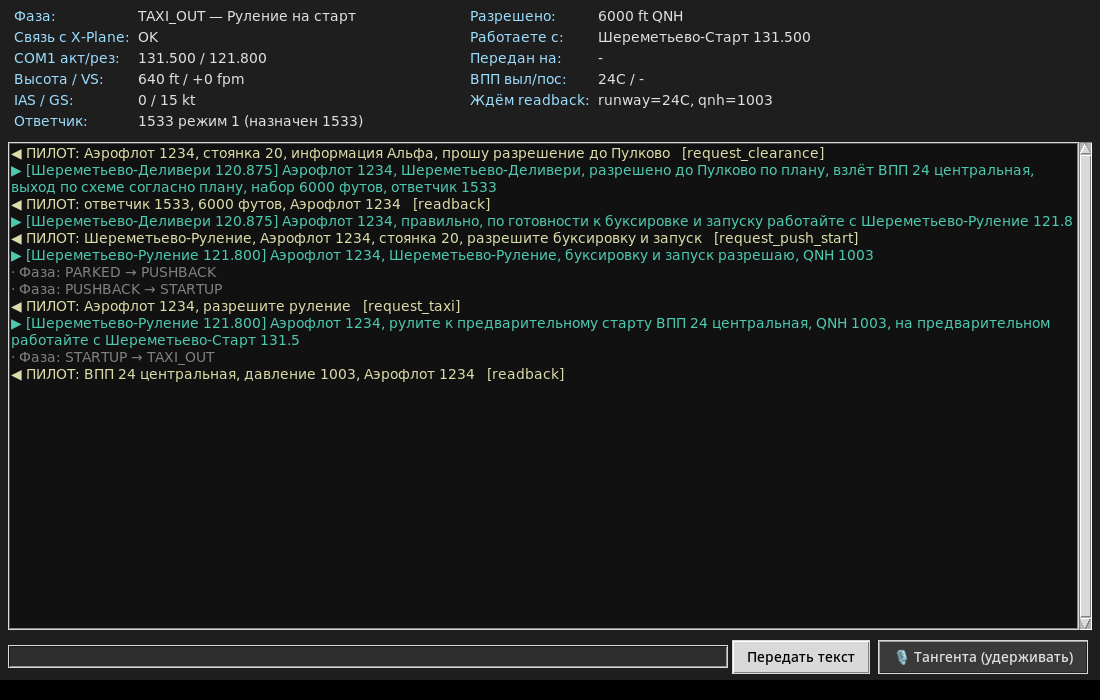 Фаза: TAXI_OUT — Руление на старт Разрешено: 6000 ft QNH
Связь с X-Plane: OK Работаете с: Шереметьево-Старт 131.500
COM1 акт/рез: 131.500 / 121.800 Передан на: -
Высота / VS: 640 ft / +0 fpm ВПП выл/пос: 24C / -
IAS / GS: 0 / 15 kt Ждём readback: runway=24C, qnh=1003
Ответчик: 1533 режим 1 (назначен 1533)
◀ ПИЛОТ: Аэрофлот 1234, стоянка 20, информация Альфа, прошу разрешение до Пулково [request_clearance]
▶ [Шереметьево-Деливери 120.875] Аэрофлот 1234, Шереметьево-Деливери, разрешено до Пулково по плану, взлёт ВПП 24 центральная,
выход по схеме согласно плану, набор 6000 футов, ответчик 1533
◀ ПИЛОТ: ответчик 1533, 6000 футов, Аэрофлот 1234 [readback]
▶ [Шереметьево-Деливери 120.875] Аэрофлот 1234, правильно, по готовности к буксировке и запуску работайте с Шереметьево-Руление 121.8
◀ ПИЛОТ: Шереметьево-Руление, Аэрофлот 1234, стоянка 20, разрешите буксировку и запуск [request_push_start]
▶ [Шереметьево-Руление 121.800] Аэрофлот 1234, Шереметьево-Руление, буксировку и запуск разрешаю, QNH 1003
· Фаза: PARKED → PUSHBACK
· Фаза: PUSHBACK → STARTUP
◀ ПИЛОТ: Аэрофлот 1234, разрешите руление [request_taxi]
▶ [Шереметьево-Руление 121.800] Аэрофлот 1234, рулите к предварительному старту ВПП 24 центральная, QNH 1003, на предварительном
работайте с Шереметьево-Старт 131.5
· Фаза: STARTUP → TAXI_OUT
◀ ПИЛОТ: ВПП 24 центральная, давление 1003, Аэрофлот 1234 [readback]
Передать текст 🎙️ Тангента (удерживать)